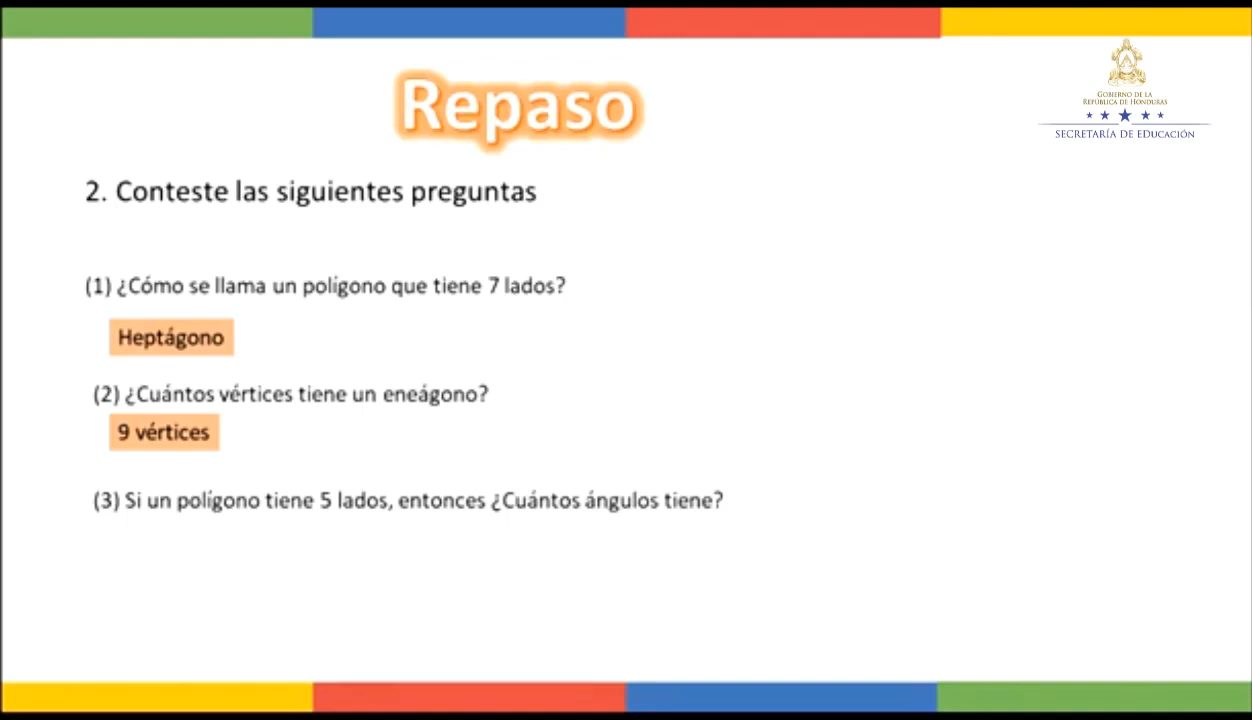 Repaso
GOBIERNO DE LA
REPÚBLICA DE HONDURAS
SECRETARÍA DE EDUCACIÓN
2. Conteste las siguientes preguntas
(1) ¿Cómo se llama un polígono que tiene 7 lados?
Heptágono
(2) ¿Cuántos vértices tiene un eneágono?
9 vértices
(3) Si un polígono tiene 5 lados, entonces ¿Cuántos ángulos tiene?